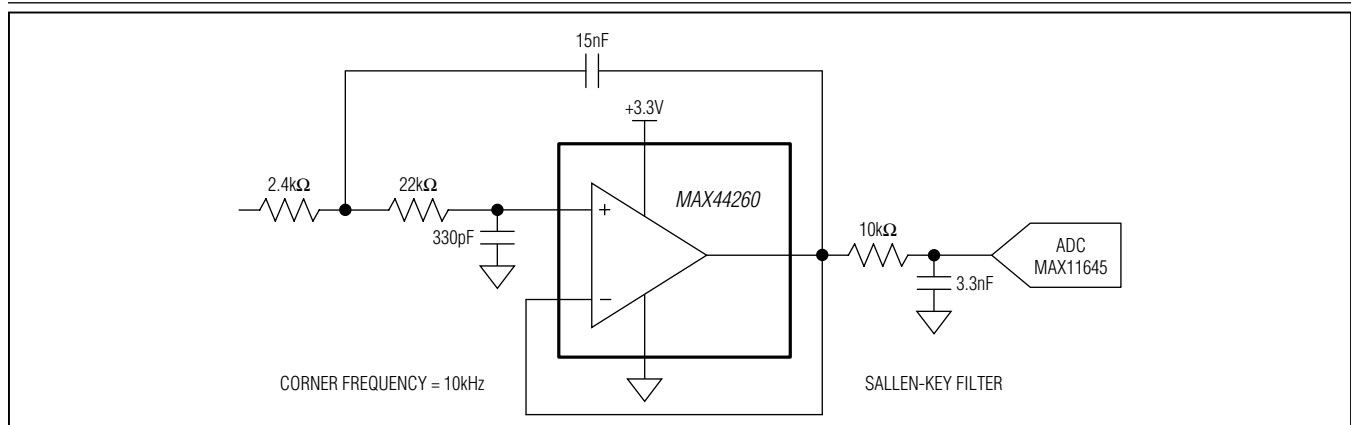 15nF
+3.3V
2.4kΩ
22kΩ
MAX44260
+
330pF
10kΩ
ADC
MAX11645
3.3nF
−
CORNER FREQUENCY = 10kHz
SALLEN-KEY FILTER